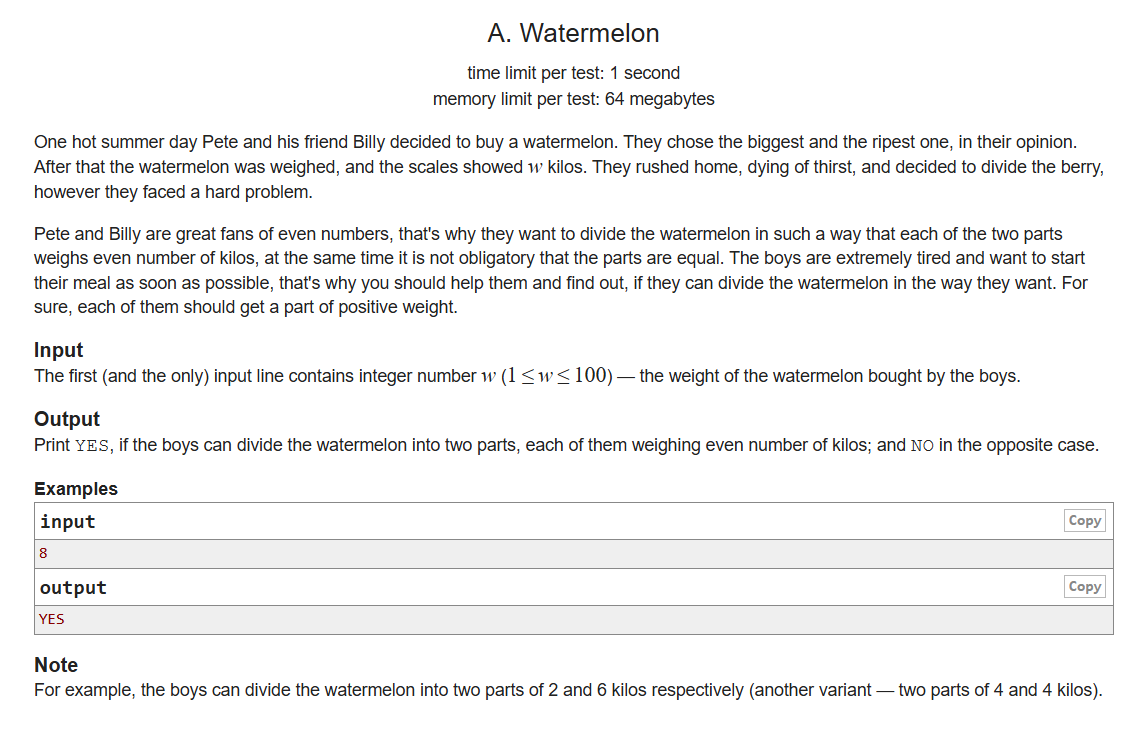 A. Watermelon
time limit per test: 1 second
memory limit per test: 64 megabytes
One hot summer day Pete and his friend Billy decided to buy a watermelon. They chose the biggest and the ripest one, in their opinion.
After that the watermelon was weighed, and the scales showed w kilos. They rushed home, dying of thirst, and decided to divide the berry,
however they faced a hard problem.
Pete and Billy are great fans of even numbers, that's why they want to divide the watermelon in such a way that each of the two parts
weighs even number of kilos, at the same time it is not obligatory that the parts are equal. The boys are extremely tired and want to start
their meal as soon as possible, that's why you should help them and find out, if they can divide the watermelon in the way they want. For
sure, each of them should get a part of positive weight.
Input
The first (and the only) input line contains integer number w (1 ≤ w ≤ 100) — the weight of the watermelon bought by the boys.
Output
Print YES, if the boys can divide the watermelon into two parts, each of them weighing even number of kilos; and NO in the opposite case.
Examples
input Copy
8
output Copy
YES
Note
For example, the boys can divide the watermelon into two parts of 2 and 6 kilos respectively (another variant — two parts of 4 and 4 kilos).